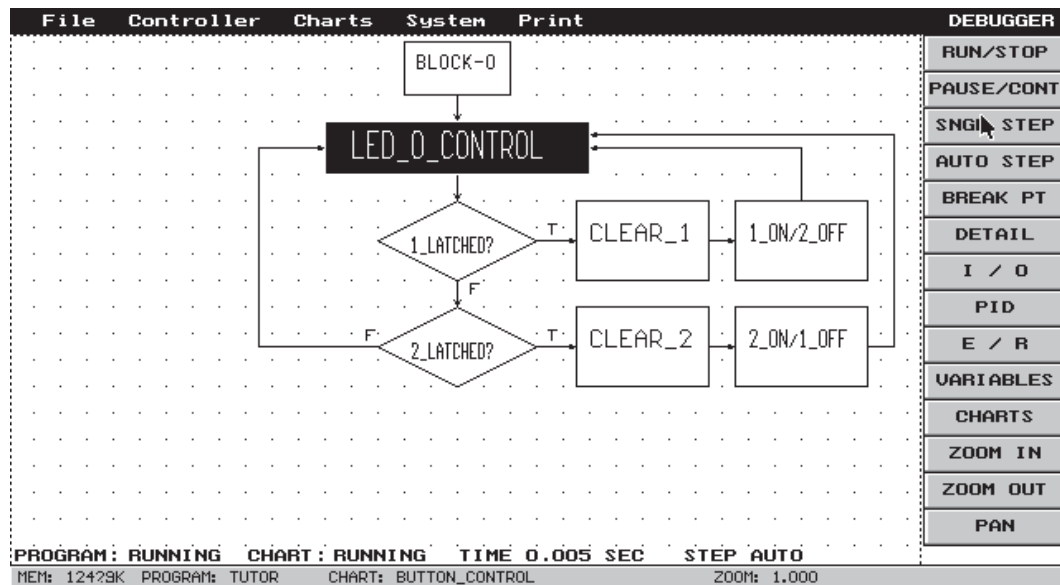 File Controller Charts System Print DEBUGGER
BLOCK-0
LED_0_CONTROL
1_LATCHED?
T
CLEAR_1
1_ON/2_OFF
F
2_LATCHED?
F
T
CLEAR_2
2_ON/1_OFF
RUN/STOP
PAUSE/CONT
STEP
AUTO STEP
BREAK PT
DETAIL
I / O
PID
E / R
VARIABLES
CHARTS
ZOOM IN
ZOOM OUT
PAN
PROGRAM: RUNNING CHART: RUNNING TIME 0.005 SEC STEP AUTO
MEM: PROGRAM: TUTOR CHART: BUTTON_CONTROL ZOOM: 1.000